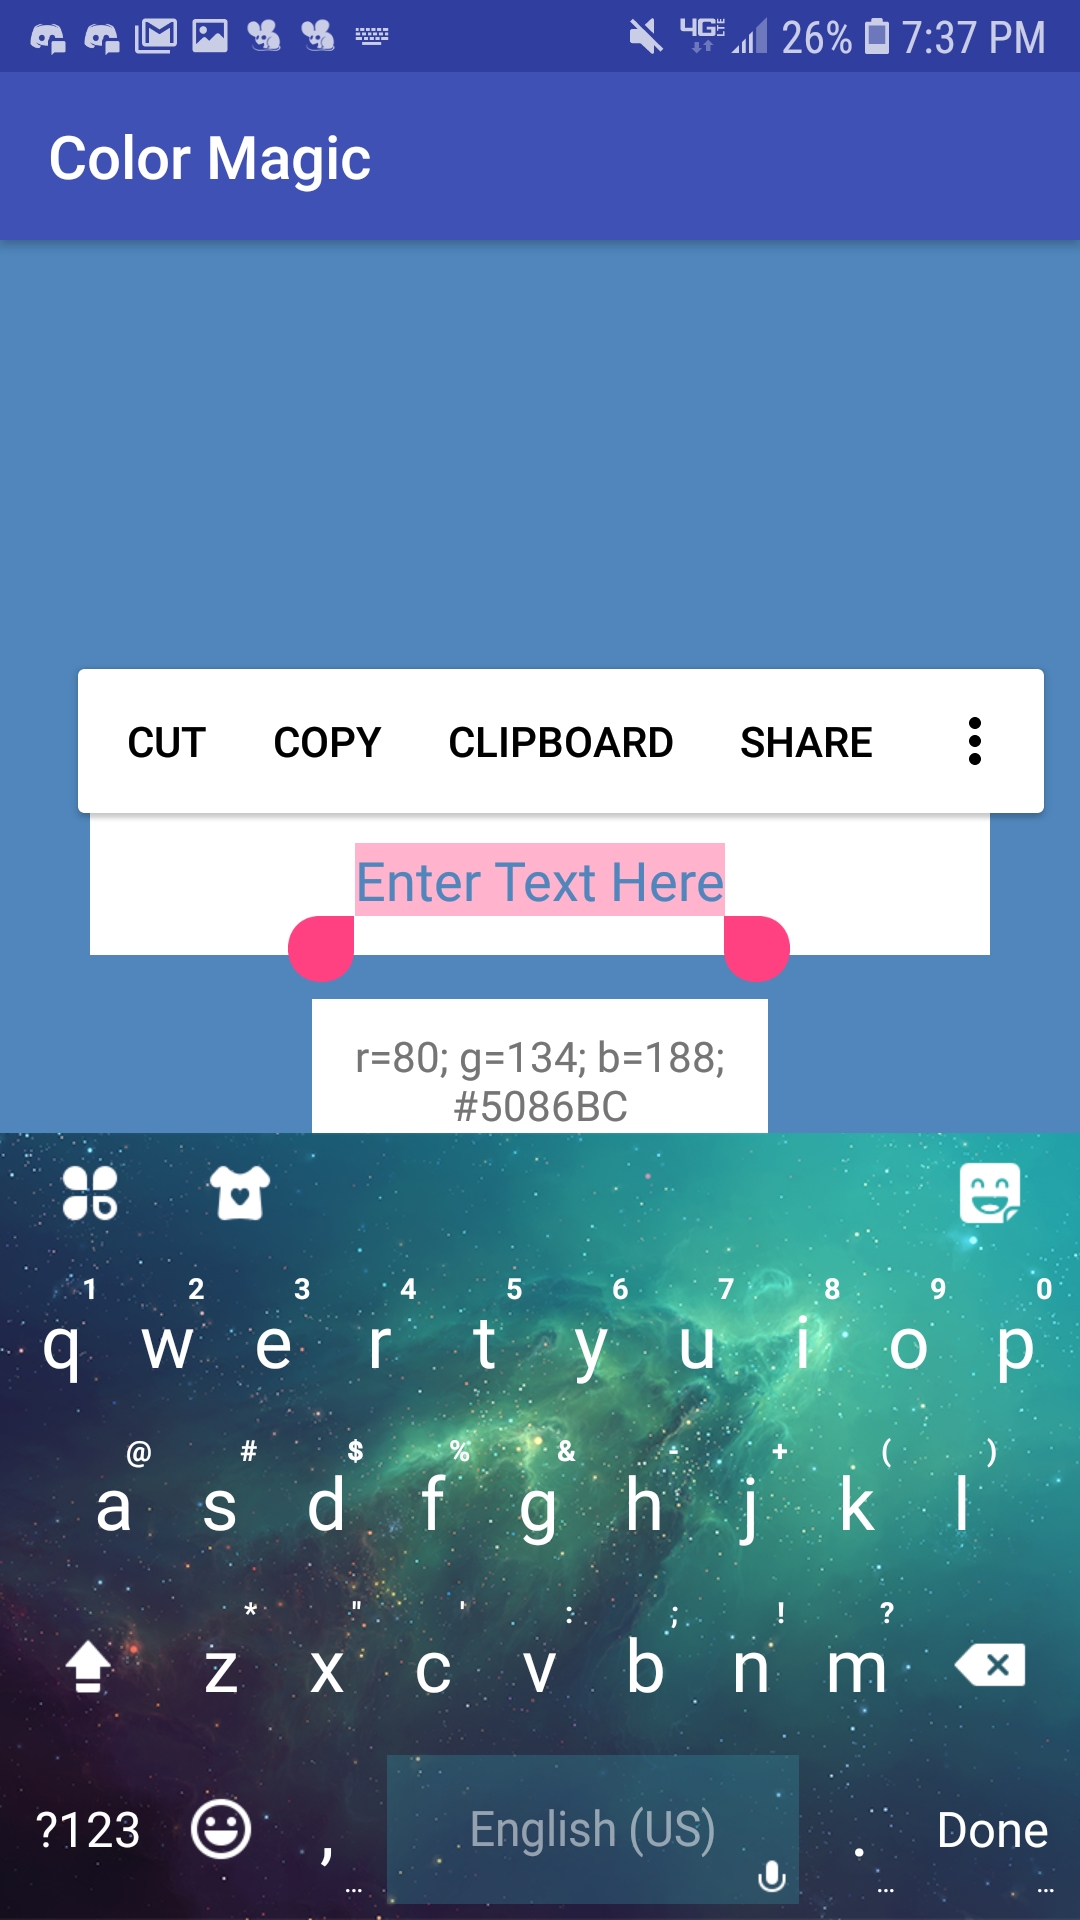 4G LTE 26% 7:37 PM
Color Magic
CUT COPY CLIPBOARD SHARE
Enter Text Here
r=80; g=134; b=188;
#5086BC
1 2 3 4 5 6 7 8 9 0
q w e r t y u i o p
@ # $ % & - + ( )
a s d f g h j k l
* " ' : ; ! ?
z x c v b n m
?123 , English (US) . Done
... ... ...